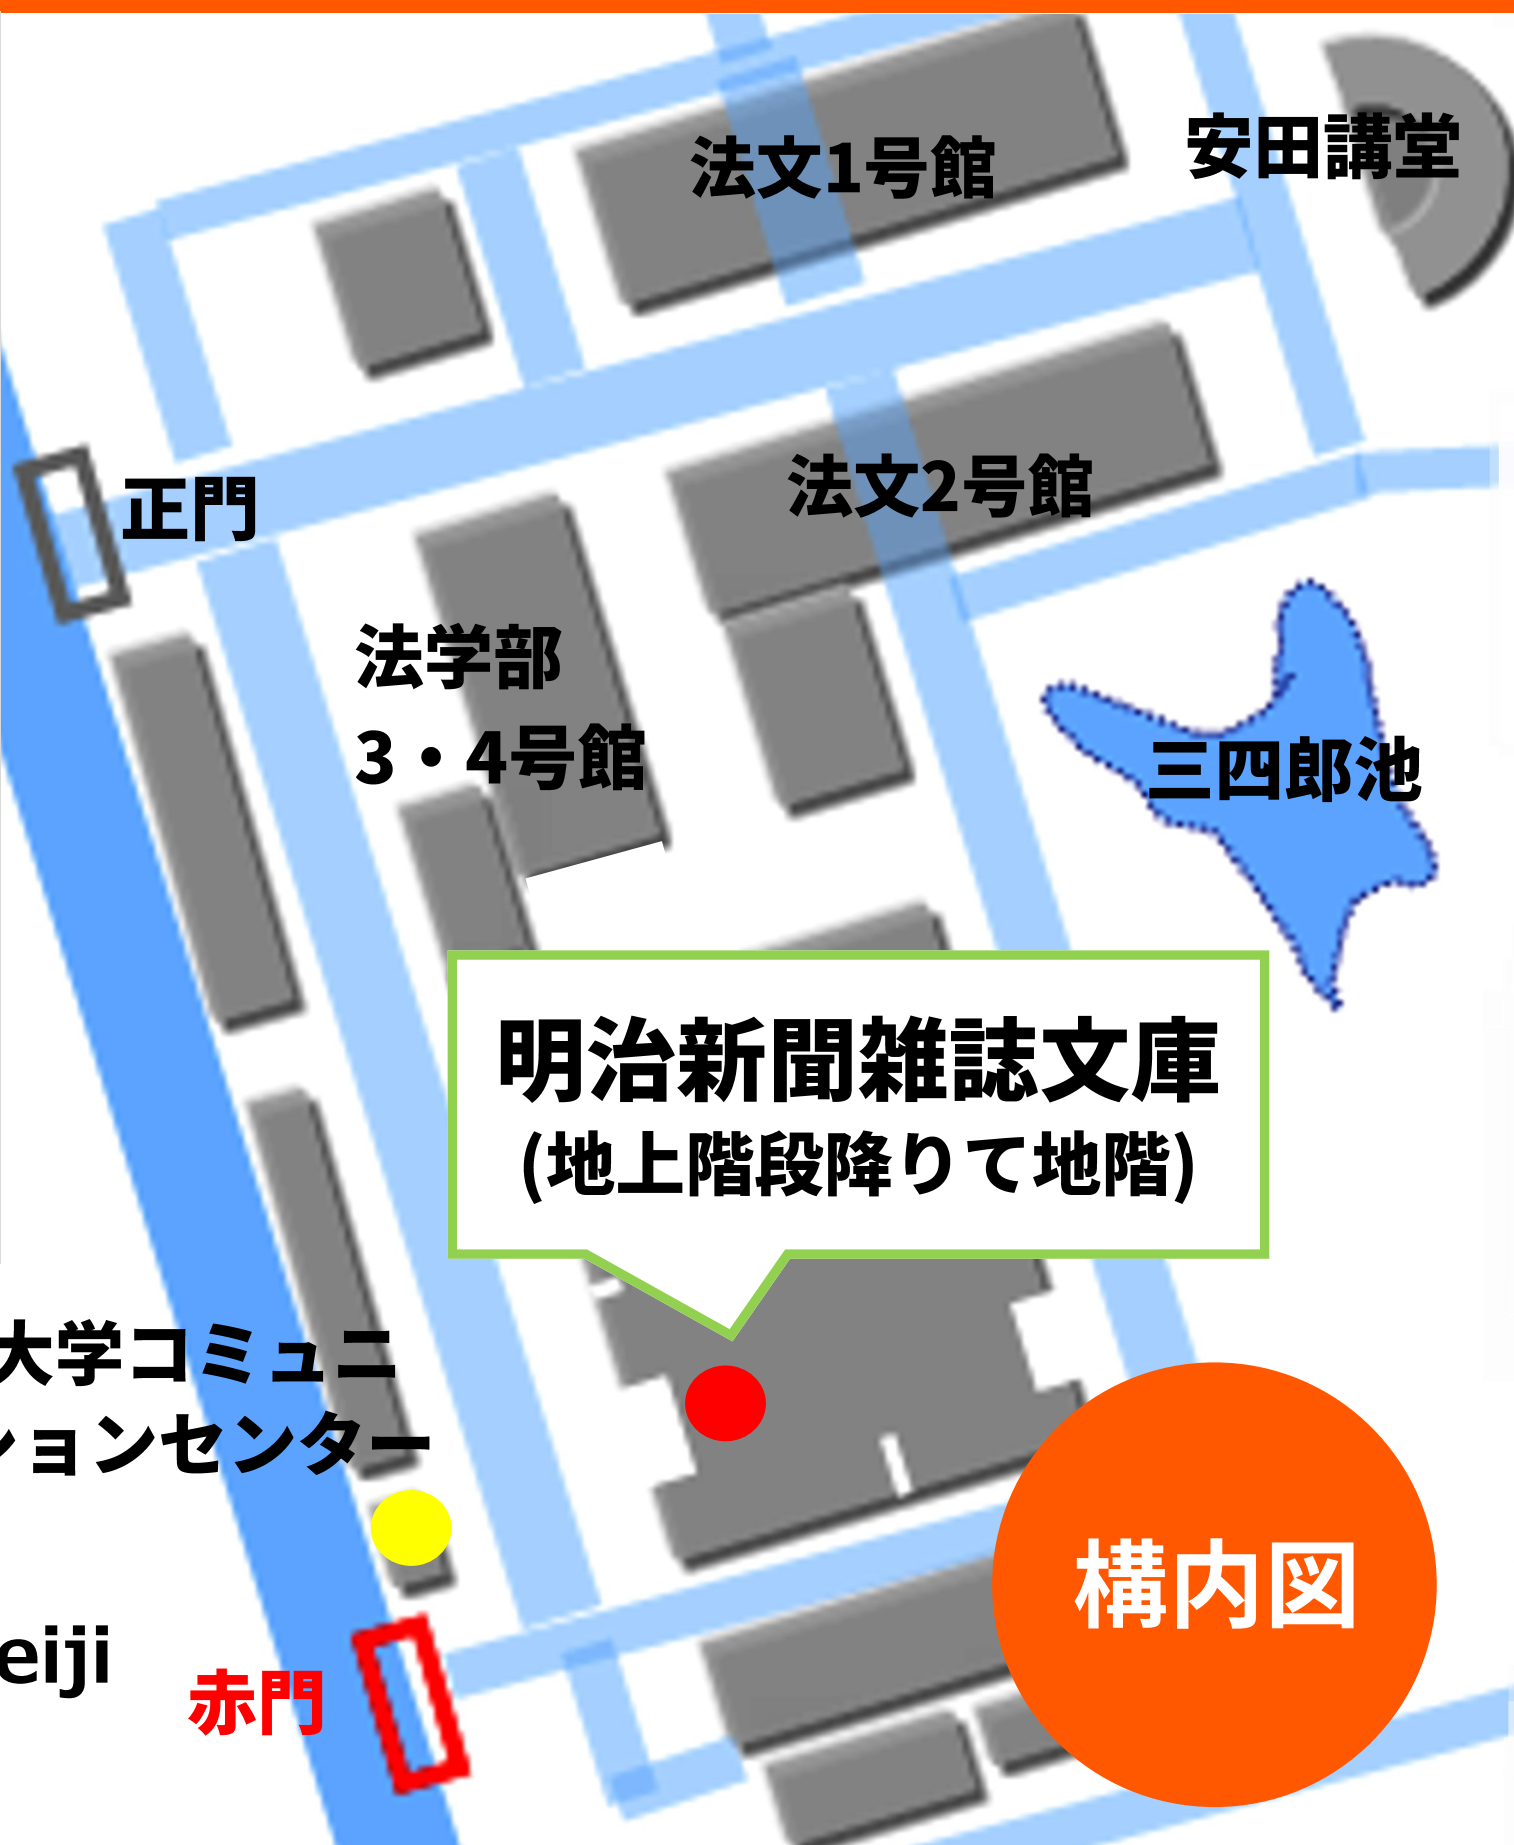 法文1号館
安田講堂
正門
法文2号館
法学部
3・4号館
三四郎池
明治新聞雑誌文庫
(地上階段降りて地階)
大学コミュニ
ションセンター
eiji
赤門
構内図